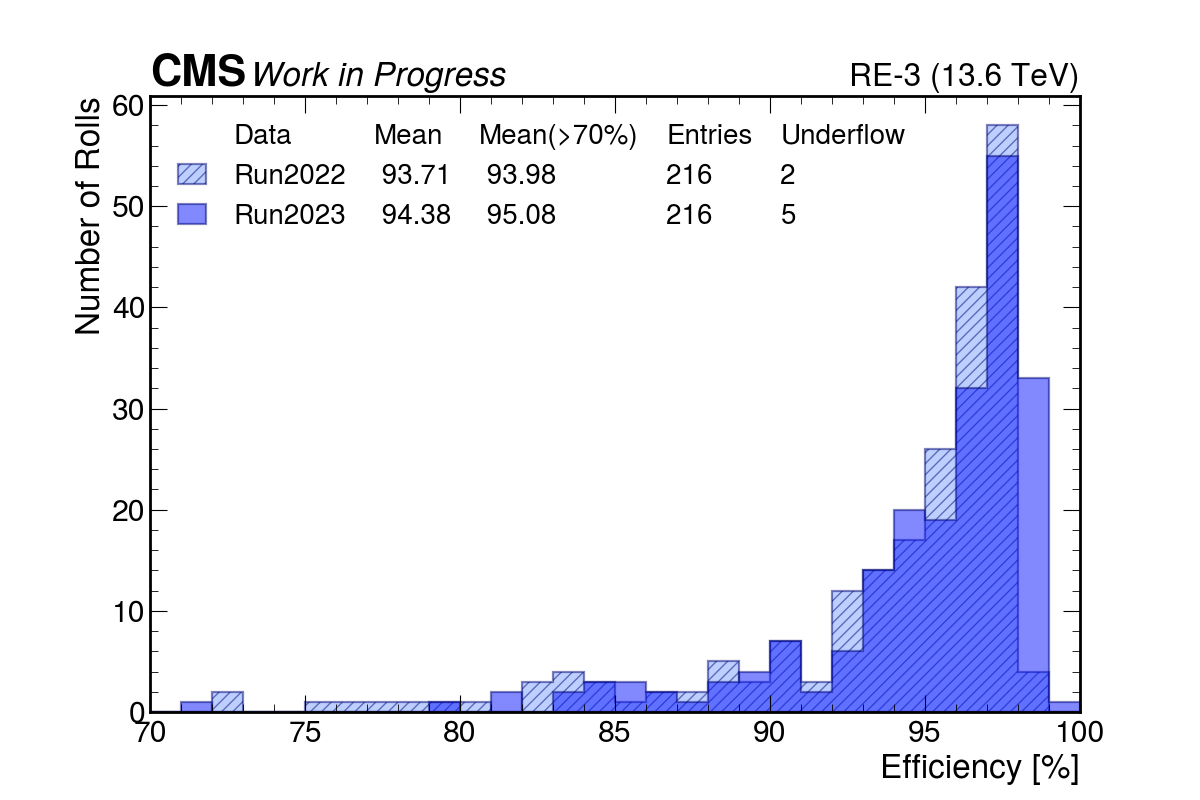 CMS Work in Progress RE-3 (13.6 TeV)
Number of Rolls
Data Mean Mean(>70%) Entries Underflow
Run2022 93.71 93.98 216 2
Run2023 94.38 95.08 216 5
60
50
40
30
20
10
0
70 75 80 85 90 95 100
Efficiency [%]